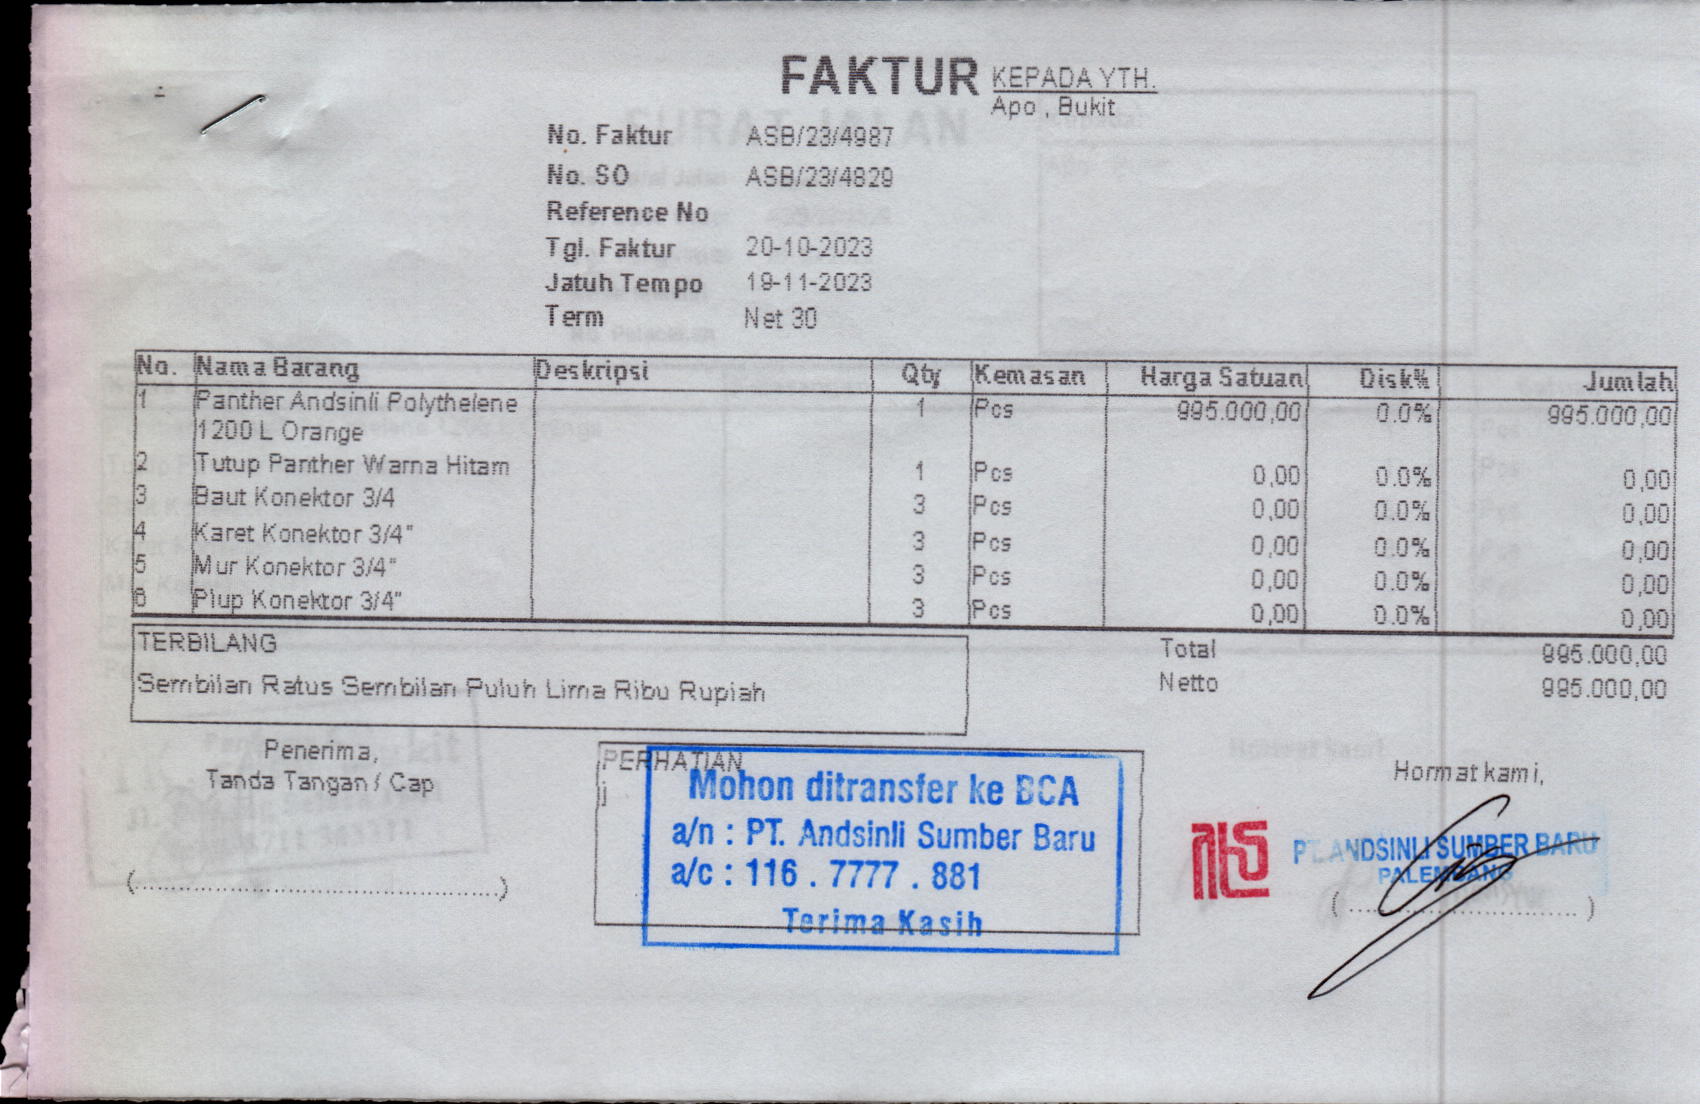 FAKTUR
KEPADA YTH.
Apo , Bukit
No. Faktur ASB/23/4987
No. SO ASB/23/4829
Reference No
Tgl. Faktur 20-10-2023
Jatuh Tempo 19-11-2023
Term Net 30
No. Nama Barang Deskripsi Qty Kemasan Harga Satuan Disk% Jumlah
1 Panther Andsinli Polythelene 1 Pcs 995.000,00 0.0% 995.000,00
1200 L Orange
2 Tutup Panther Warna Hitam 1 Pcs 0,00 0.0% 0,00
3 Baut Konektor 3/4 3 Pcs 0,00 0.0% 0,00
4 Karet Konektor 3/4" 3 Pcs 0,00 0.0% 0,00
5 Mur Konektor 3/4" 3 Pcs 0,00 0.0% 0,00
6 Plup Konektor 3/4" 3 Pcs 0,00 0.0% 0,00
TERBILANG
Sembilan Ratus Sembilan Puluh Lima Ribu Rupiah
Total 995.000,00
Netto 995.000,00
Penerima,
Tanda Tangan / Cap
(..................................................)
PERHATIAN
j
Mohon ditransfer ke BCA
a/n : PT. Andsinli Sumber Baru
a/c : 116 . 7777 . 881
Terima Kasih
Hormat kami,
PT. ANDSINLI SUMBER BARU
PALEMBANG
(................................)